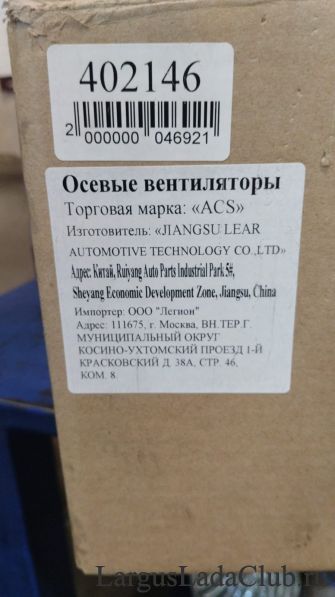 402146
2 000000 046921
Осевые вентиляторы
Торговая марка: «ACS»
Изготовитель: «JIANGSU LEAR
AUTOMOTIVE TECHNOLOGY CO .,LTD»
Адрес: Китай, Ruiyang Auto Parts Industrial Park 5#,
Sheyang Economic Development Zone, Jiangsu, China
Импортер: ООО "Легион"
Адрес: 111675, г. Москва, ВН.ТЕР.Г.
МУНИЦИПАЛЬНЫЙ ОКРУГ
КОСИНО-УХТОМСКИЙ ПРОЕЗД 1-Й
КРАСКОВСКИЙ Д. 38А, СТР. 46,
КОМ. 8.
LargusLadaClub.ru